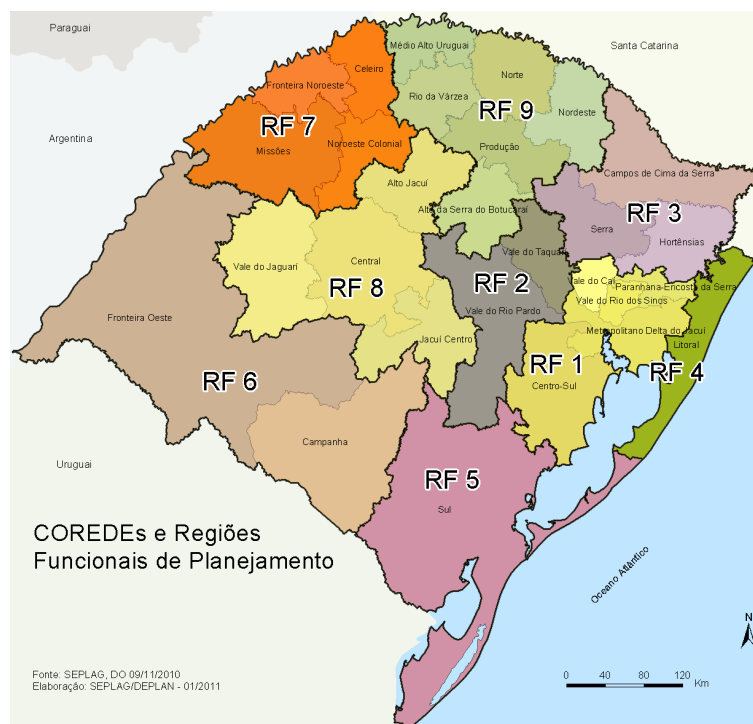 Paraguai
Santa Catarina
Argentina
Uruguai
Médio Alto Uruguai
Norte
Celeiro
Fronteira Noroeste
Rio da Várzea
RF 9
Nordeste
RF 7
Missões
Noroeste Colonial
Produção
Alto Jacuí
Campos de Cima da Serra
Alto da Serra do Botucaraí
RF 3
Serra
Hortênsias
Vale do Jaguarí
Central
RF 8
Vale do Taquari
RF 2
Vale do Rio Pardo
Vale do Caí
Paranhana-Encosta da Serra
Vale do Rio dos Sinos
Fronteira Oeste
Jacuí Centro
Metropolitano Delta do Jacuí
Litoral
RF 1
RF 4
Centro-Sul
RF 6
Campanha
RF 5
Sul
COREDEs e Regiões
Funcionais de Planejamento
Oceano Atlântico
N
Fonte: SEPLAG, DO 09/11/2010
Elaboração: SEPLAG/DEPLAN - 01/2011
0 20 40 80 120
Km